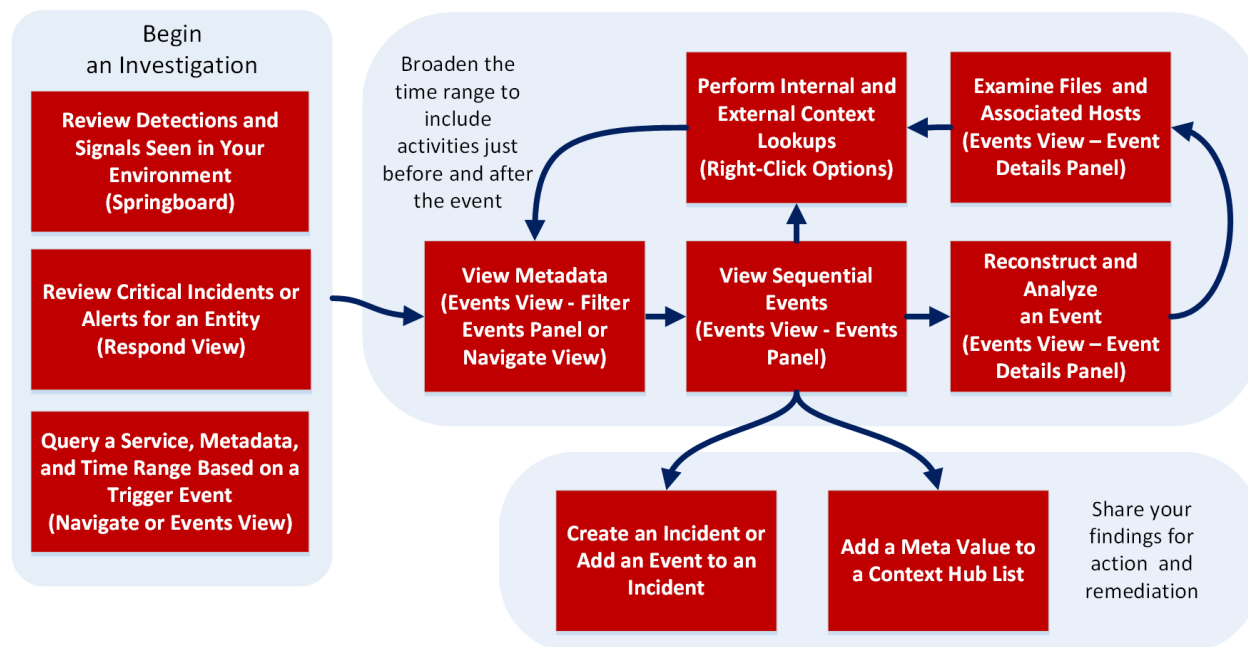 Begin
an Investigation
Review Detections and
Signals Seen in Your
Environment
(Springboard)
Review Critical Incidents or
Alerts for an Entity
(Respond View)
Query a Service, Metadata,
and Time Range Based on a
Trigger Event
(Navigate or Events View)
Broaden the
time range to
include
activities just
before and after
the event
Perform Internal and
External Context
Lookups
(Right-Click Options)
Examine Files and
Associated Hosts
(Events View – Event
Details Panel)
View Metadata
(Events View - Filter
Events Panel or
Navigate View)
View Sequential
Events
(Events View - Events
Panel)
Reconstruct and
Analyze
an Event
(Events View – Event
Details Panel)
Create an Incident or
Add an Event to an
Incident
Add a Meta Value to
a Context Hub List
Share your
findings for
action and
remediation